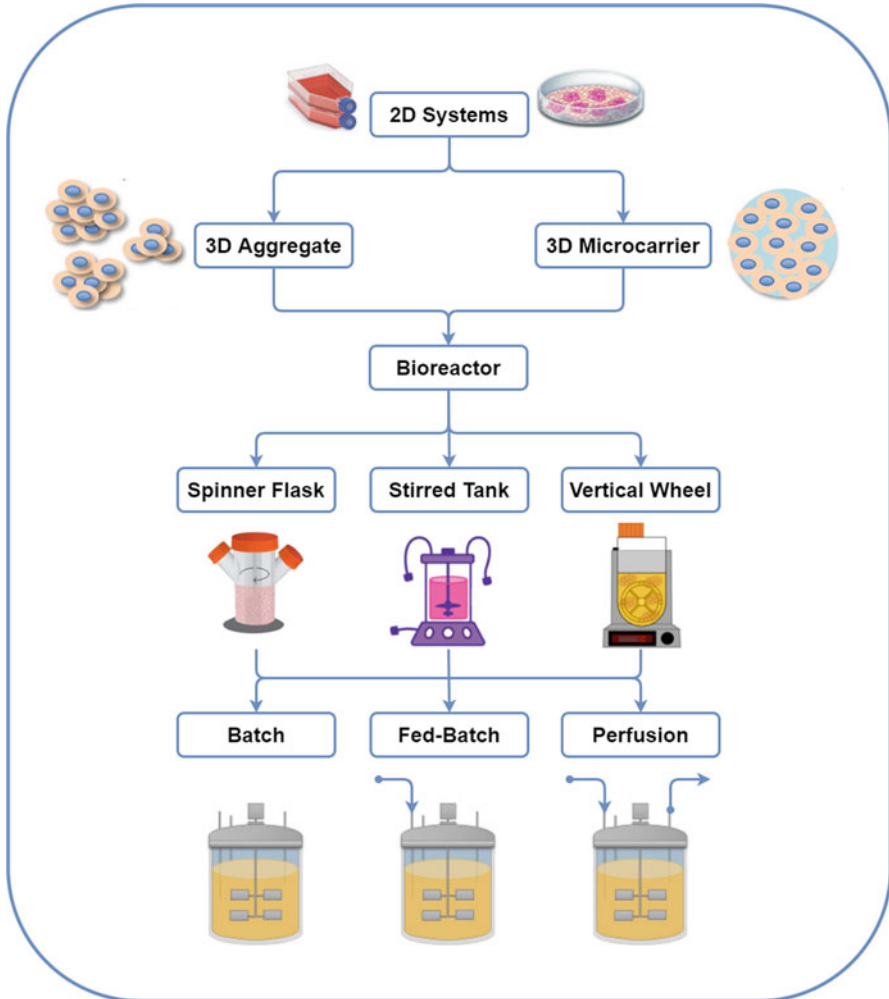 2D Systems
3D Aggregate
3D Microcarrier
Bioreactor
Spinner Flask
Stirred Tank
Vertical Wheel
Batch
Fed-Batch
Perfusion